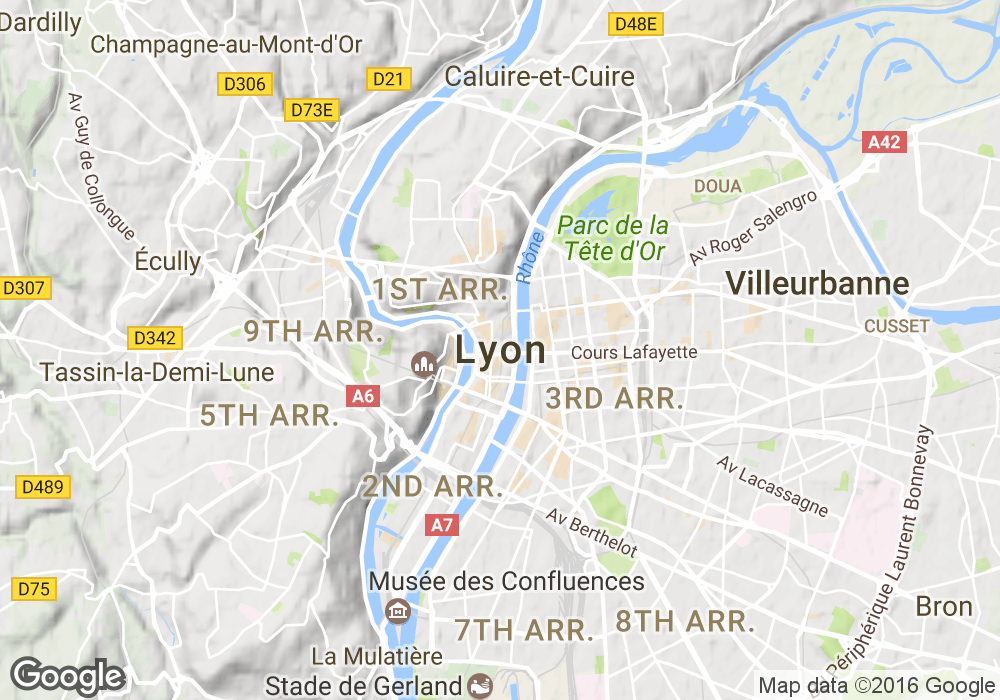 Dardilly
D48E
Champagne-au-Mont-d'Or
D21
Caluire-et-Cuire
D306
D73E
Av Guy de Collongue
A42
DOUA
Av Roger Salengro
Parc de la
Tête d'Or
Rhône
Écully
D307
1ST ARR.
Villeurbanne
CUSSET
9TH ARR.
D342
Lyon
Cours Lafayette
Tassin-la-Demi-Lune
A6
3RD ARR.
5TH ARR.
D489
2ND ARR.
Av Lacassagne
A7
Av Berthelot
Périphérique Laurent Bonnevay
D75
Musée des Confluences
Bron
7TH ARR.
8TH ARR.
La Mulatière
Stade de Gerland
Google
Map data ©2016 Google